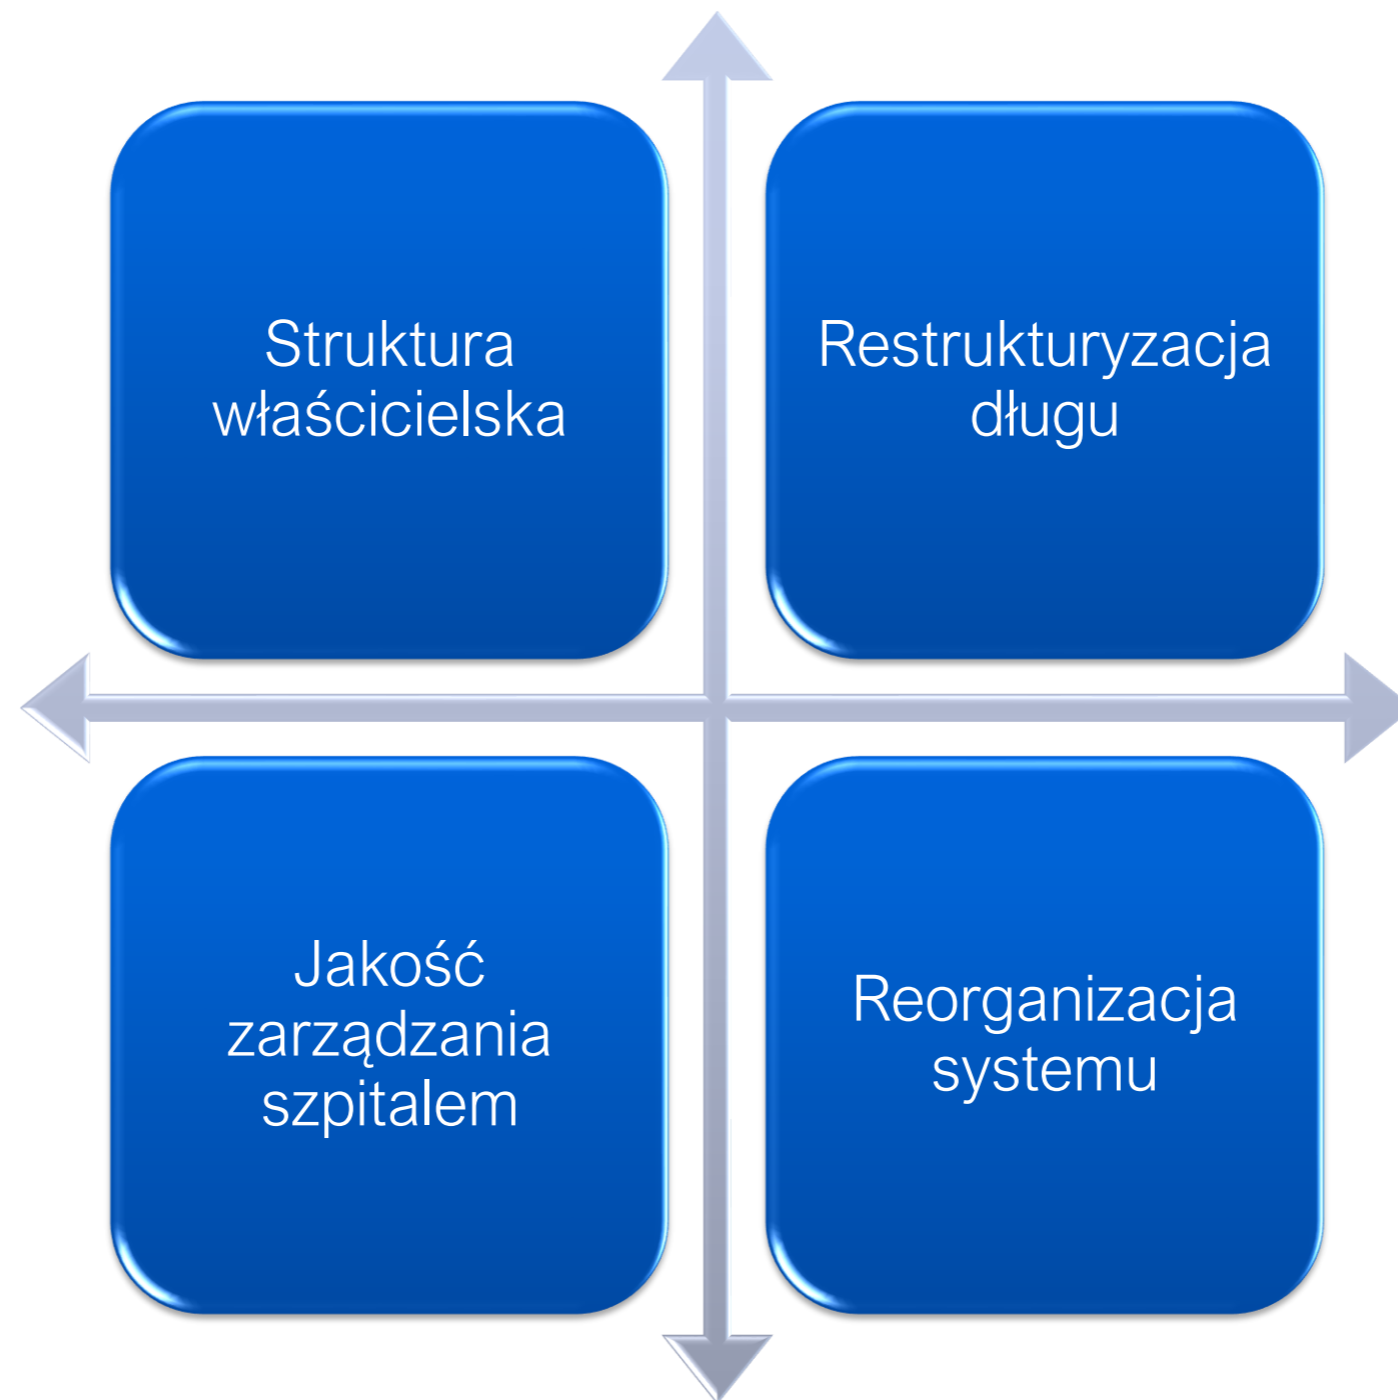 Struktura
właścicielska
Restrukturyzacja
długu
Jakość
zarządzania
szpitalem
Reorganizacja
systemu